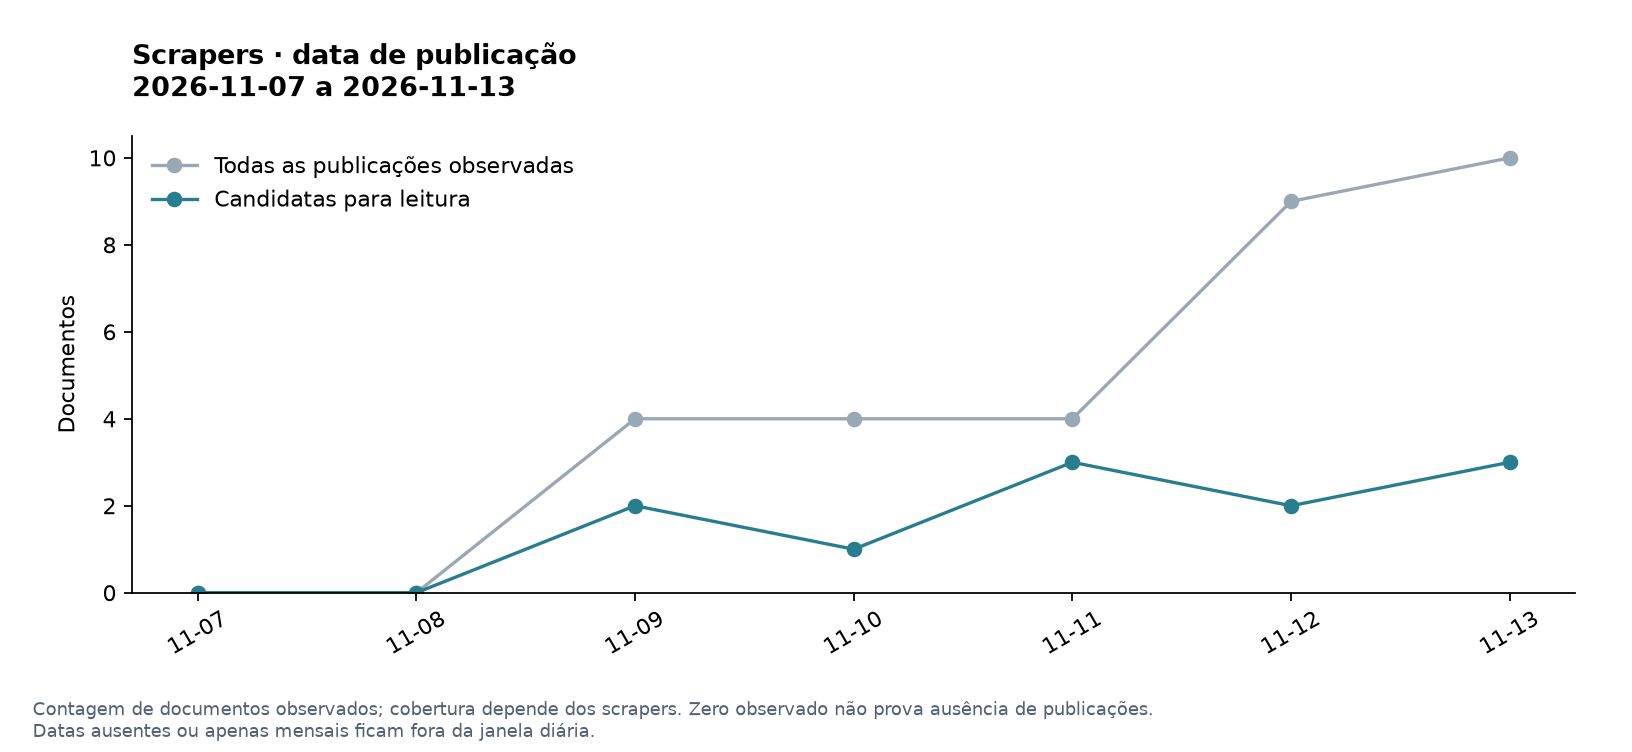 Scrapers · data de publicação
2026-11-07 a 2026-11-13
Todas as publicações observadas
Candidatas para leitura
Documentos
10
8
6
4
2
0
11-07
11-08
11-09
11-10
11-11
11-12
11-13
Contagem de documentos observados; cobertura depende dos scrapers. Zero observado não prova ausência de publicações.
Datas ausentes ou apenas mensais ficam fora da janela diária.